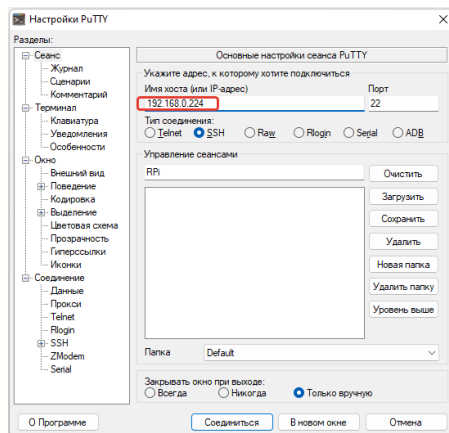 Настройки PuTTY
Разделы:
Сеанс
Журнал
Сценарии
Комментарий
Терминал
Клавиатура
Уведомления
Особенности
Окно
Внешний вид
Поведение
Кодировка
Выделение
Цветовая схема
Прозрачность
Гиперссылки
Иконки
Соединение
Данные
Прокси
Telnet
Rlogin
SSH
ZModem
Serial
Основные настройки сеанса PuTTY
Укажите адрес, к которому хотите подключиться
Имя хоста (или IP-адрес) Порт
192.168.0.224 22
Тип соединения:
Telnet SSH Raw Rlogin Serial ADB
Управление сеансами
RPi Очистить
Загрузить
Сохранить
Удалить
Новая папка
Удалить папку
Уровень выше
Папка Default
Закрывать окно при выходе:
Всегда Никогда Только вручную
О Программе Соединиться В новом окне Отмена